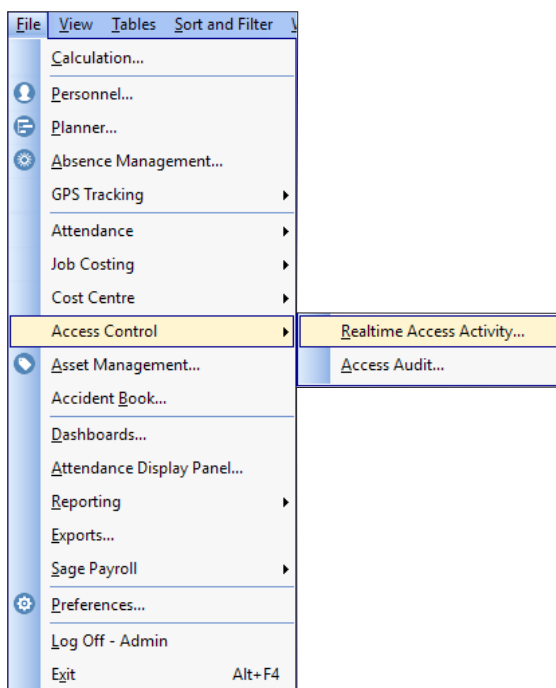 File View Tables Sort and Filter
Calculation...
Personnel...
Planner...
Absence Management...
GPS Tracking
Attendance
Job Costing
Cost Centre
Access Control
Realtime Access Activity...
Asset Management...
Access Audit...
Accident Book...
Dashboards...
Attendance Display Panel...
Reporting
Exports...
Sage Payroll
Preferences...
Log Off - Admin
Exit Alt+F4